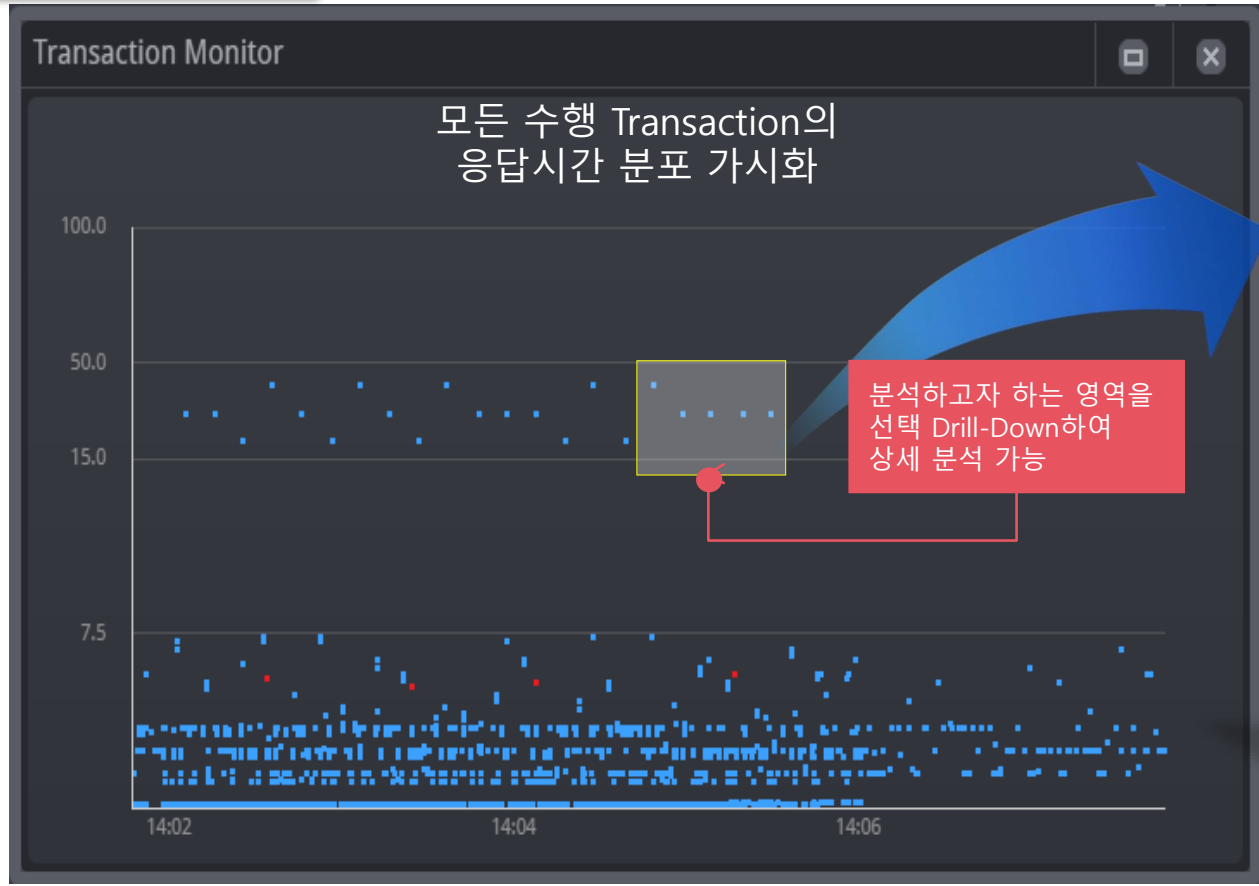 Transaction Monitor
모든 수행 Transaction의
응답시간 분포 가시화
100.0
50.0
분석하고자 하는 영역을
선택 Drill-Down하여
상세 분석 가능
15.0
7.5
14:02
14:04
14:06